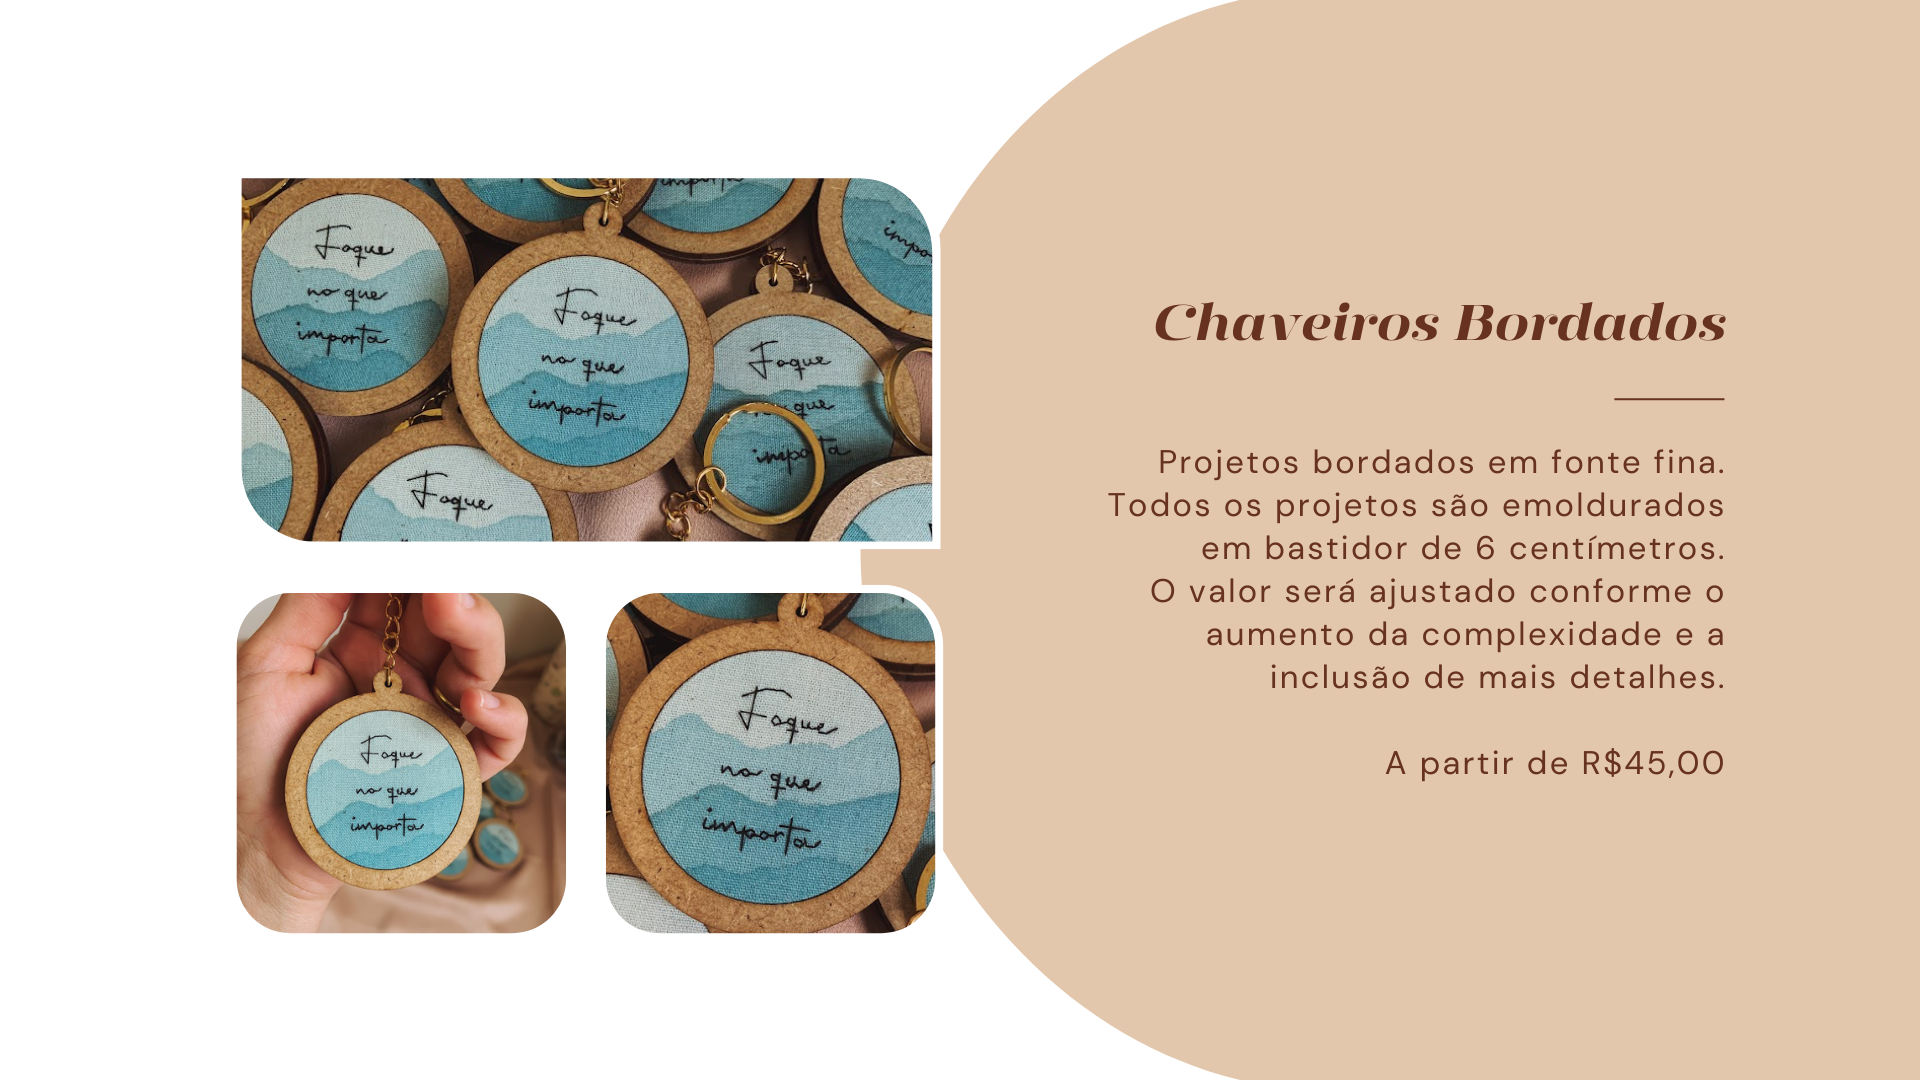 Foque
no que
importa
importa
importa
Foque
no que
importa
Foque
que
importa
Foque
Chaveiros Bordados
Projetos bordados em fonte fina.
Todos os projetos são emoldurados
em bastidor de 6 centímetros.
O valor será ajustado conforme o
aumento da complexidade e a
inclusão de mais detalhes.
A partir de R$45,00
Foque
no que
importa
Foque
no que
importa